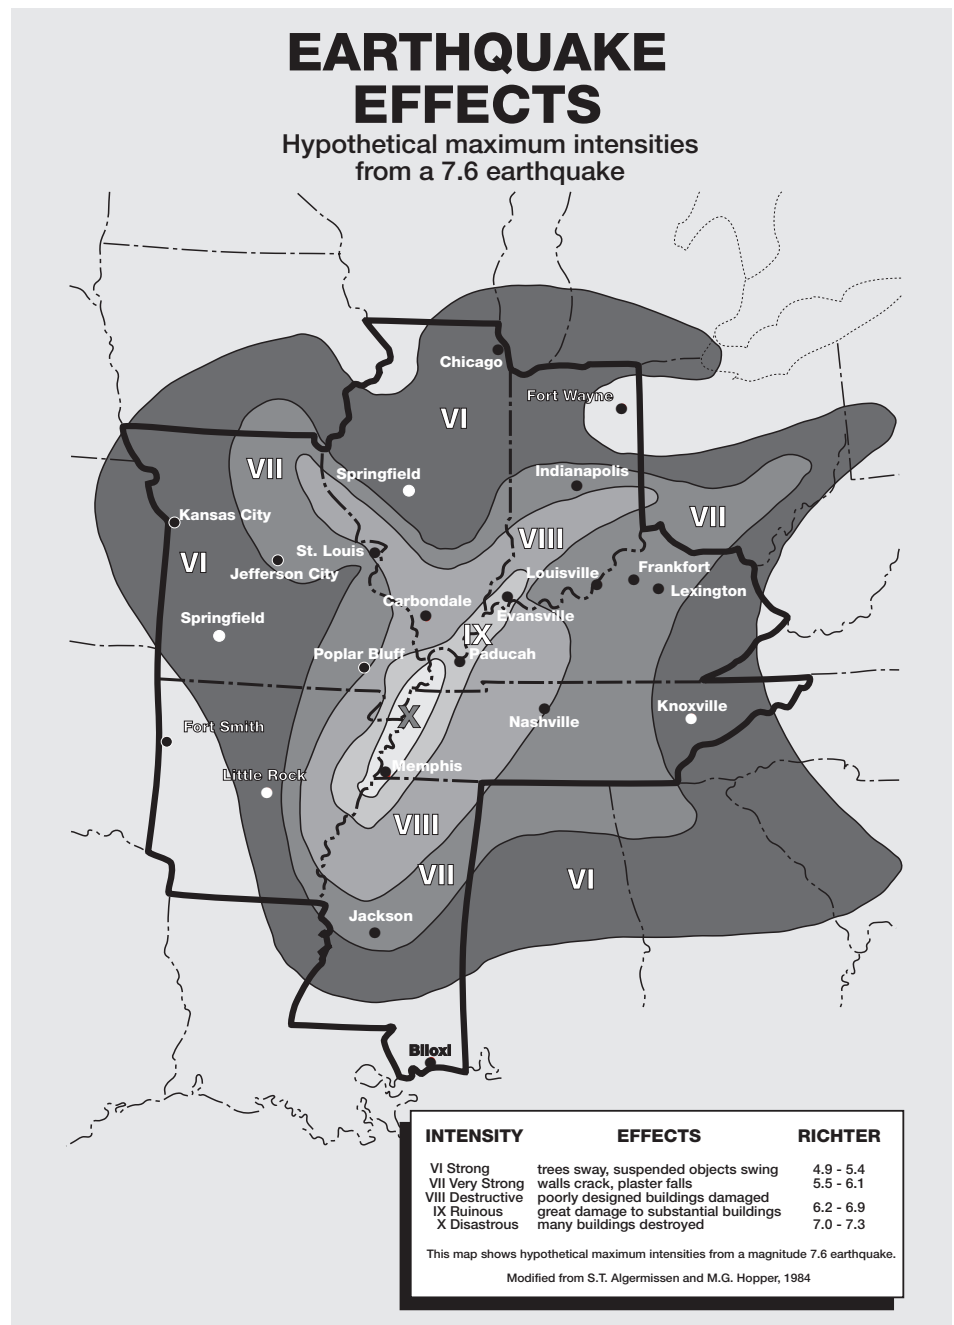 EARTHQUAKE
EFFECTS
Hypothetical maximum intensities
from a 7.6 earthquake
Chicago
Fort Wayne
VI
VII
Springfield
Indianapolis
Kansas City
VII
VIII
St. Louis
VI
Jefferson City
Louisville
Frankfort
Lexington
Carbondale
Springfield
Evansville
IX
Poplar Bluff
Paducah
Knoxville
X
Nashville
Fort Smith
Memphis
Little Rock
VIII
VII
VI
Jackson
Biloxi
INTENSITY EFFECTS RICHTER
VI Strong trees sway, suspended objects swing 4.9 - 5.4
VII Very Strong walls crack, plaster falls 5.5 - 6.1
VIII Destructive poorly designed buildings damaged
IX Ruinous great damage to substantial buildings 6.2 - 6.9
X Disastrous many buildings destroyed 7.0 - 7.3
This map shows hypothetical maximum intensities from a magnitude 7.6 earthquake.
Modified from S.T. Algermissen and M.G. Hopper, 1984